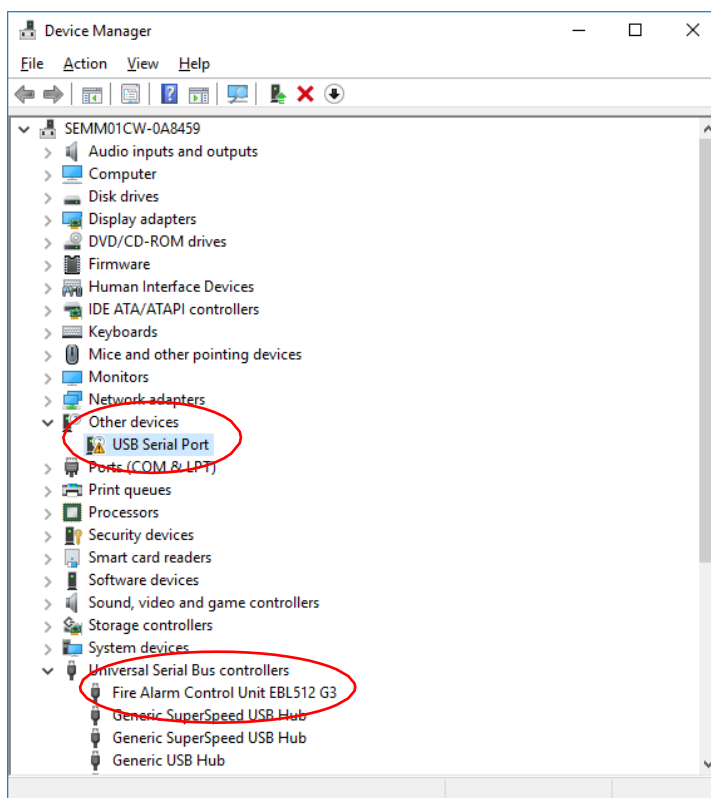 Device Manager
File Action View Help
SEMM01CW-0A8459
Audio inputs and outputs
Computer
Disk drives
Display adapters
DVD/CD-ROM drives
Firmware
Human Interface Devices
IDE ATA/ATAPI controllers
Keyboards
Mice and other pointing devices
Monitors
Network adapters
Other devices
USB Serial Port
Ports (COM & LPT)
Print queues
Processors
Security devices
Smart card readers
Software devices
Sound, video and game controllers
Storage controllers
System devices
Universal Serial Bus controllers
Fire Alarm Control Unit EBL512 G3
Generic SuperSpeed USB Hub
Generic SuperSpeed USB Hub
Generic USB Hub